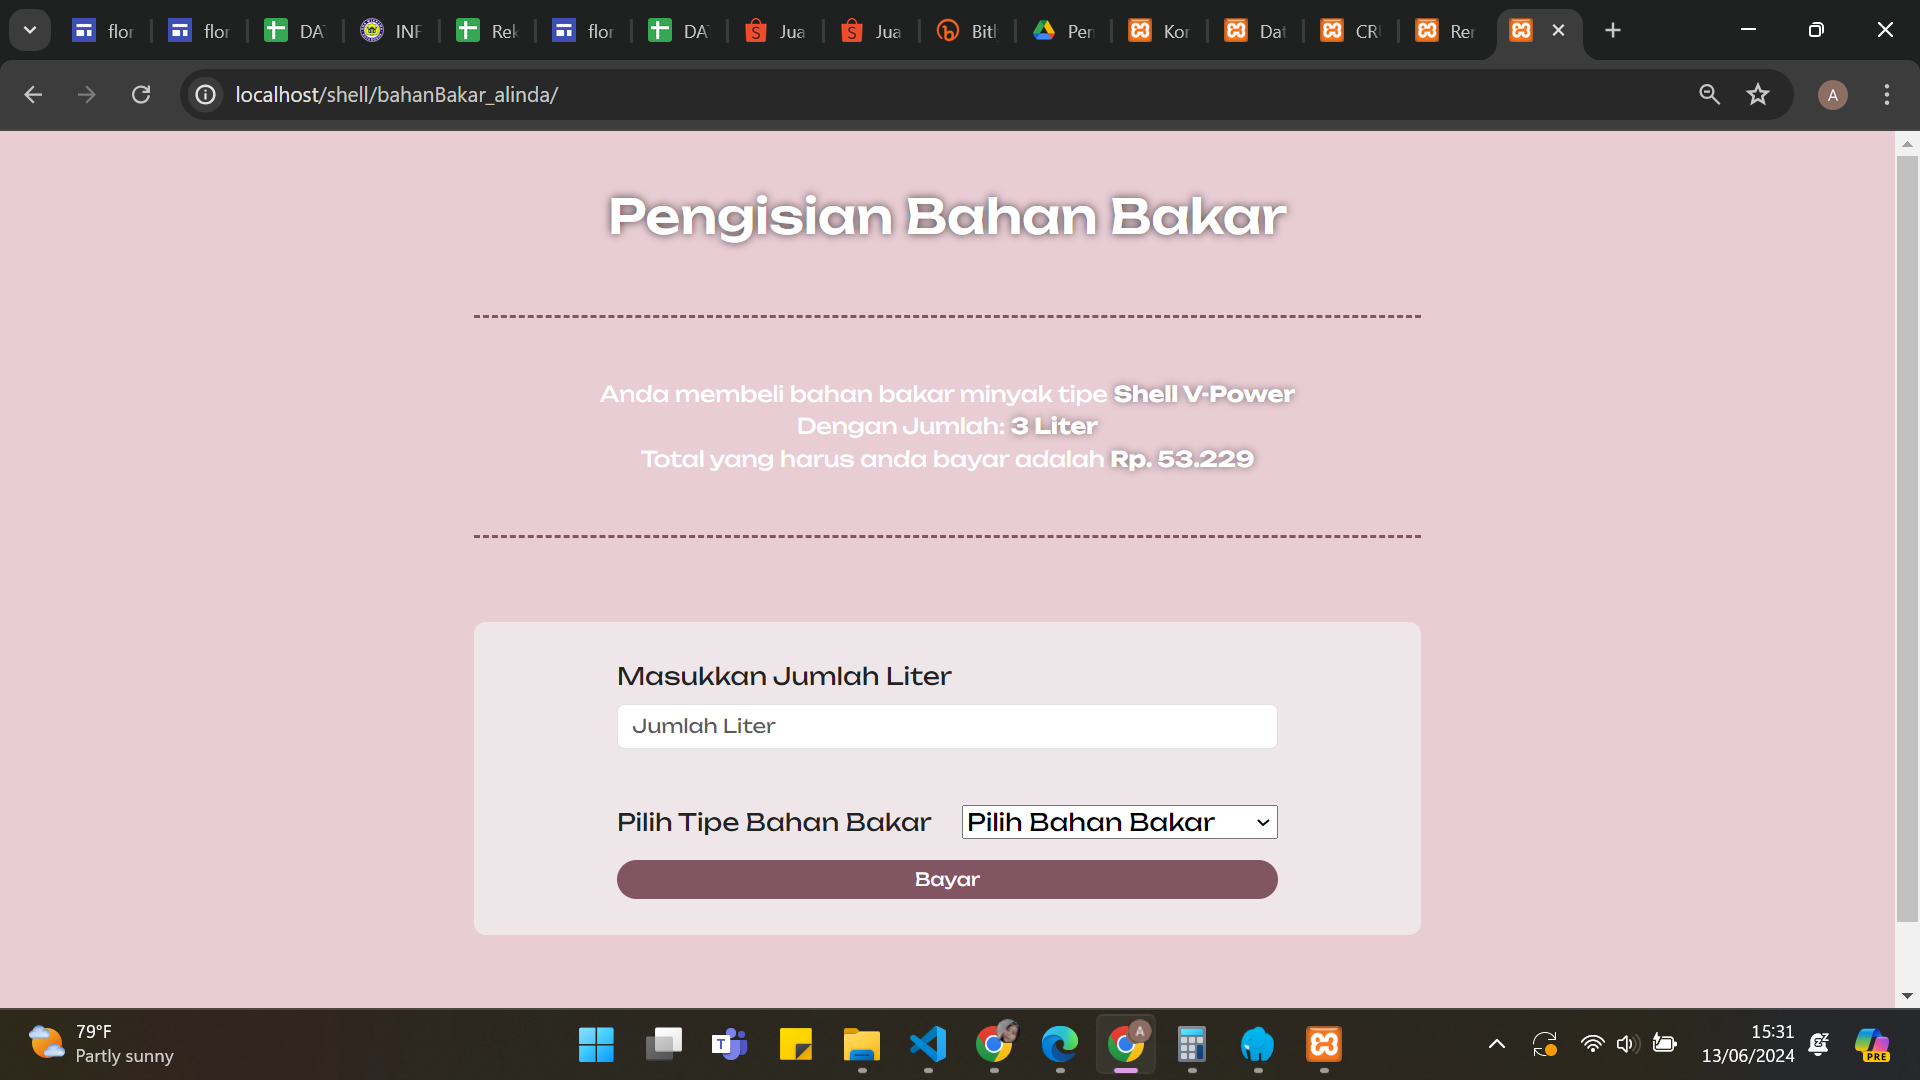 flor
flor
DA
INF
Rek
flor
DA
Jua
Jua
Bitl
Pen
Kor
Dat
CR
Rer
localhost/shell/bahanBakar_alinda/
A
Pengisian Bahan Bakar
Anda membeli bahan bakar minyak tipe Shell V-Power
Dengan Jumlah: 3 Liter
Total yang harus anda bayar adalah Rp. 53.229
Masukkan Jumlah Liter
Jumlah Liter
Pilih Tipe Bahan Bakar Pilih Bahan Bakar
Bayar
79°F
Partly sunny
15:31
13/06/2024
PRE